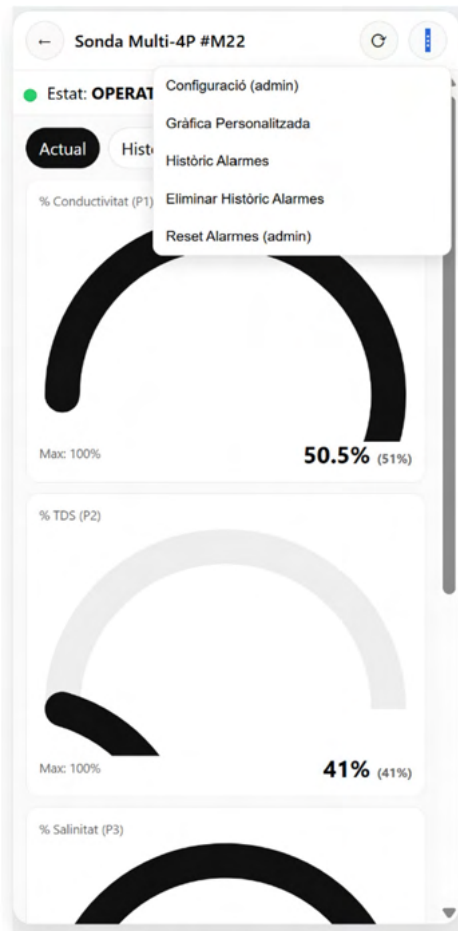 Sonda Multi-4P #M22
Configuració (admin)
Gràfica Personalitzada
Històric Alarmes
Eliminar Històric Alarmes
Reset Alarmes (admin)
Estat: OPERAT
Actual
% Conductivitat (P1)
Max: 100%
50.5% (51%)
% TDS (P2)
Max: 100%
41% (41%)
% Salinitat (P3)